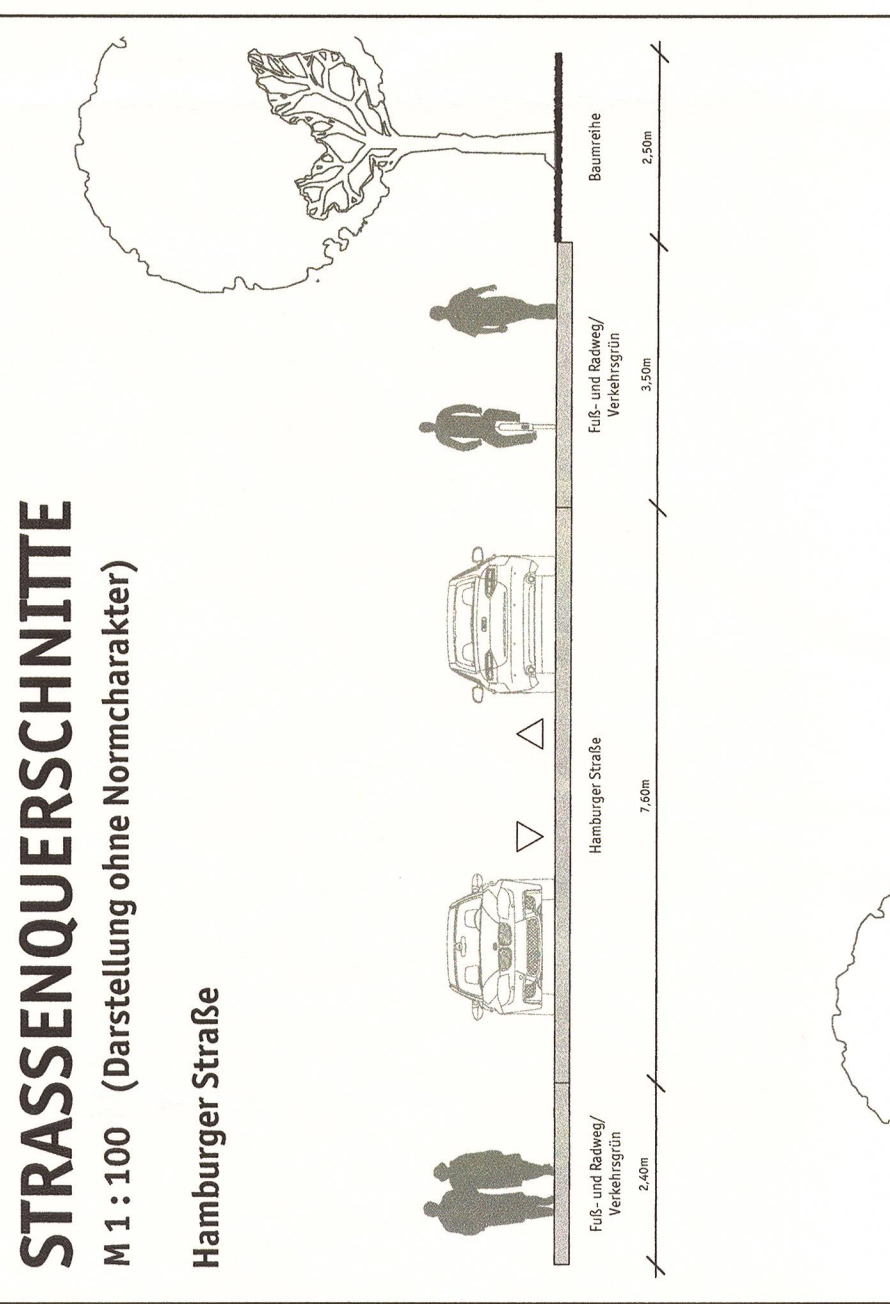 STRASSENQUERSCHNITTE
M 1 : 100 (Darstellung ohne Normcharakter)
Hamburger Straße
Fuß- und Radweg/
Verkehrsgrün
Hamburger Straße
Fuß- und Radweg/
Verkehrsgrün
Baumreihe
2,40m
7,60m
3,50m
2,50m